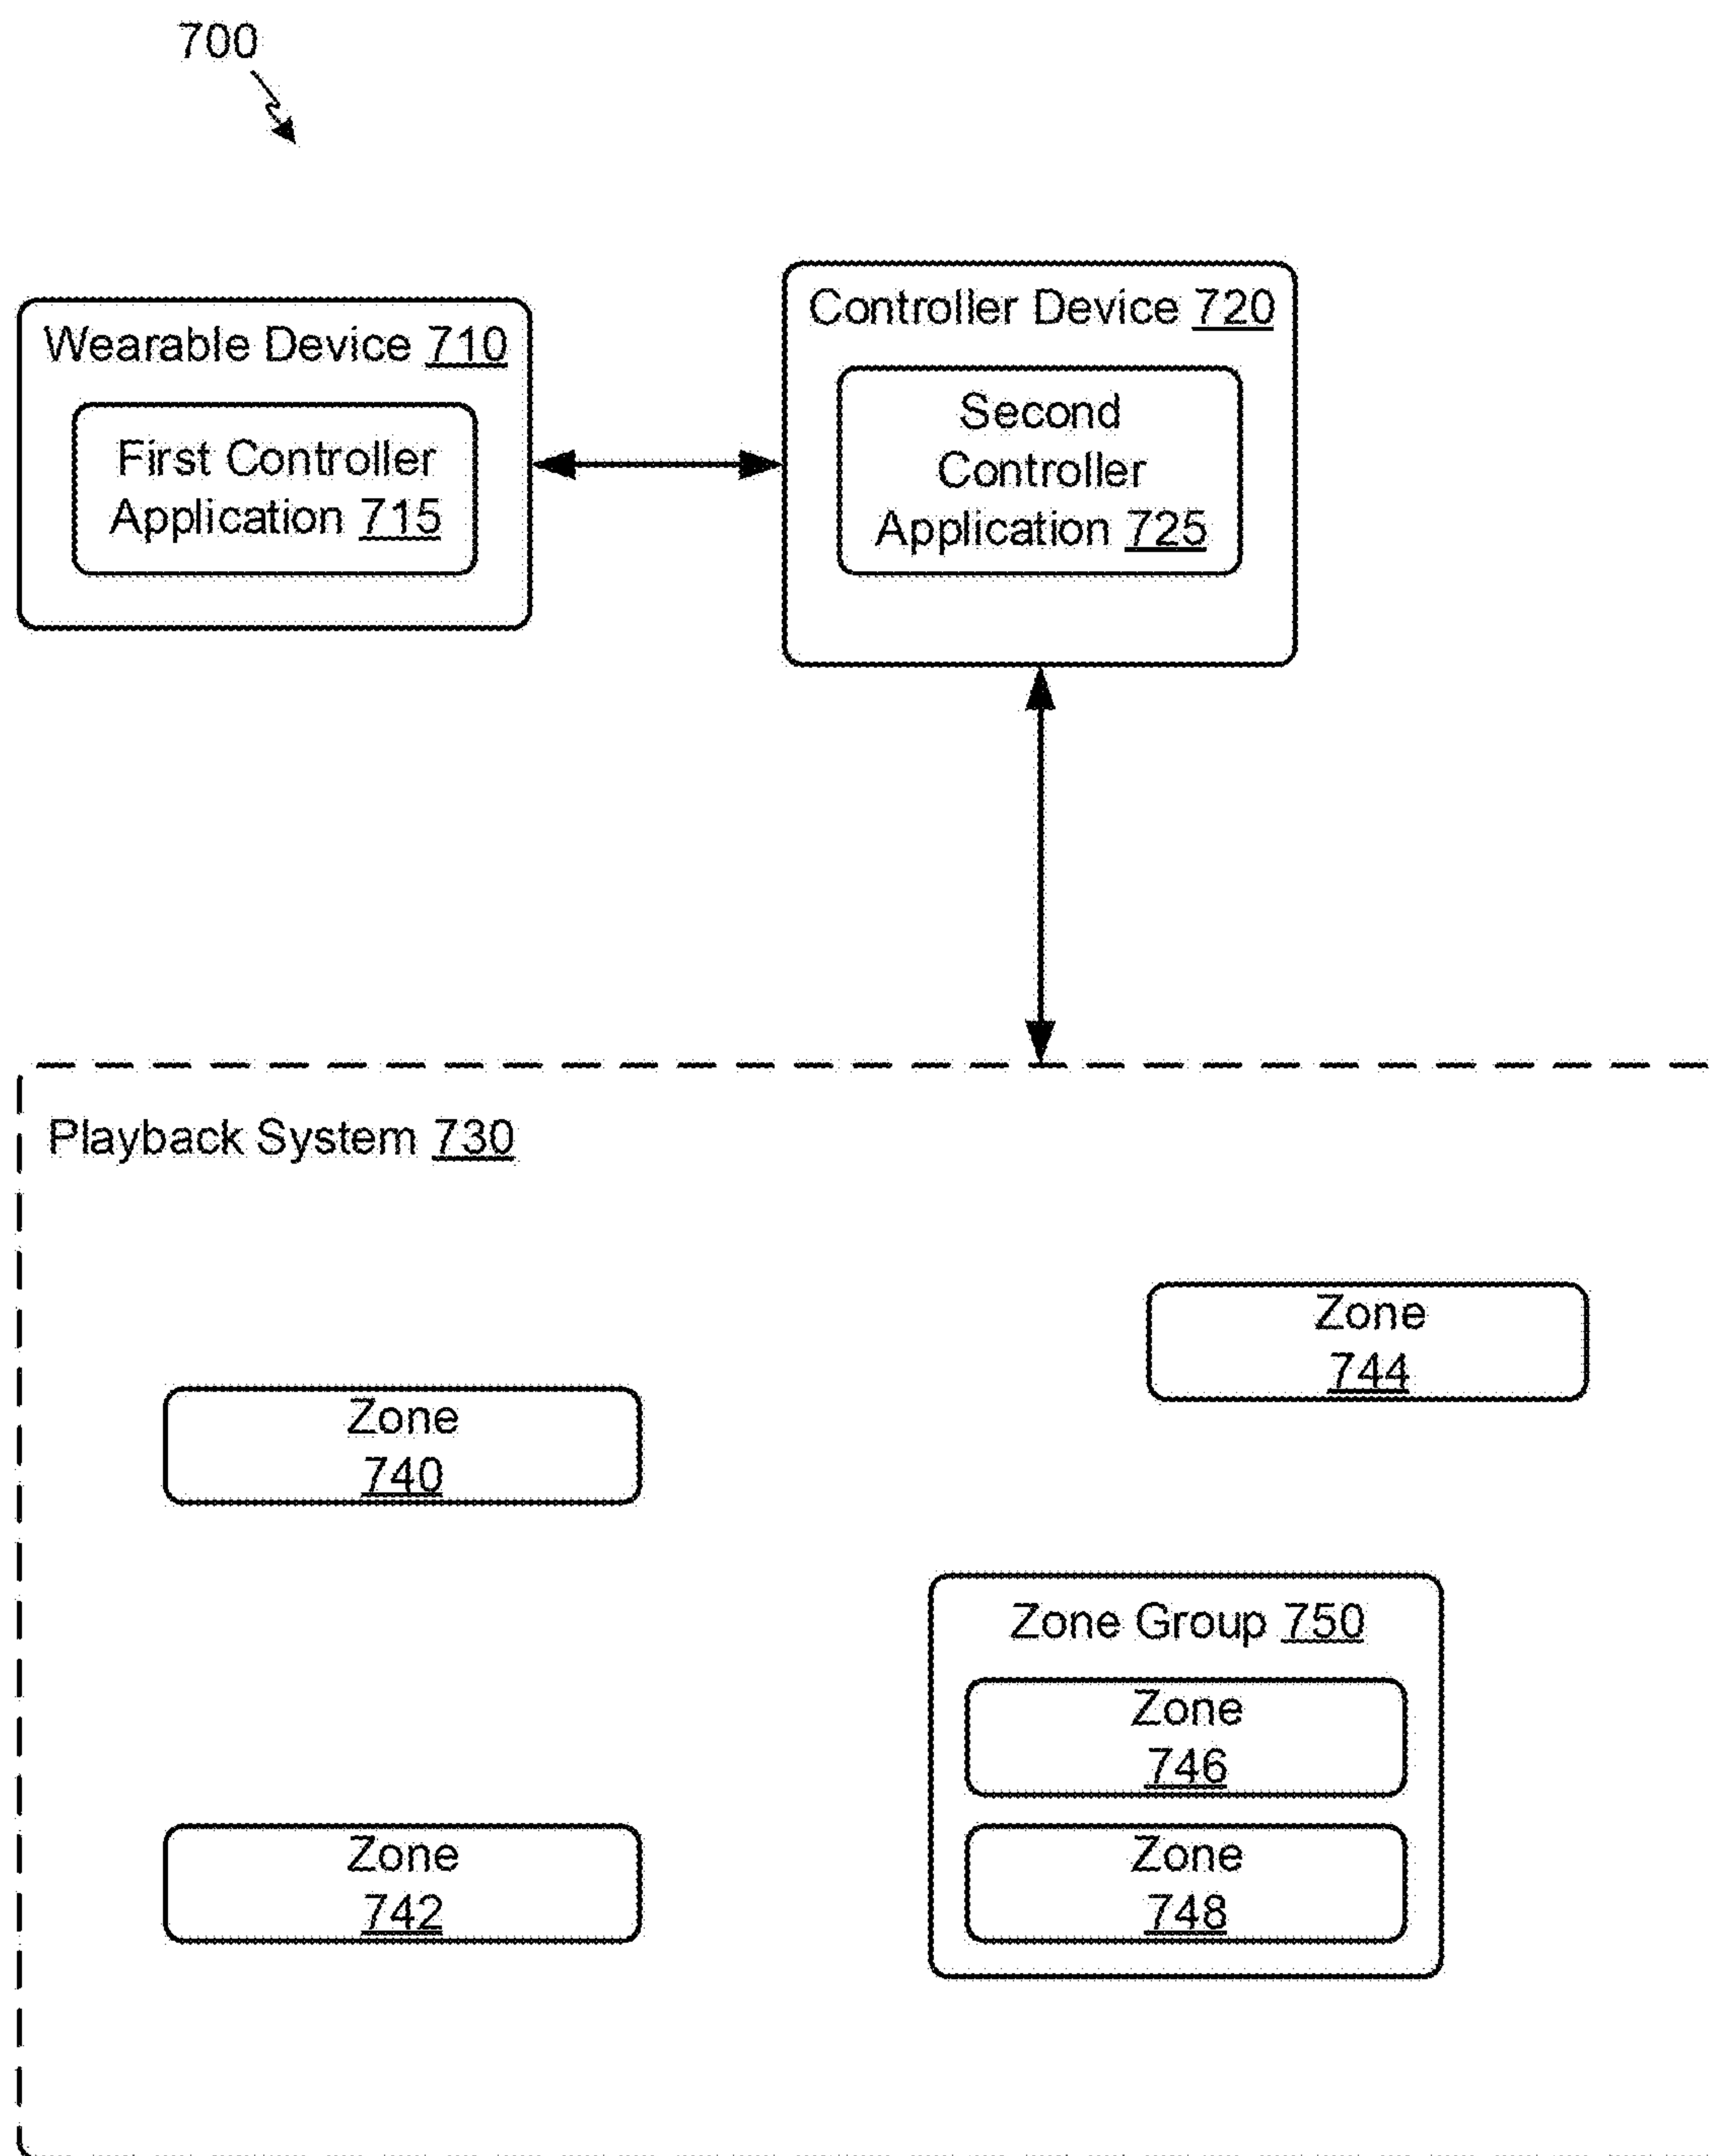 700
Wearable Device 710
First Controller
Application 715
Controller Device 720
Second
Controller
Application 725
Playback System 730
Zone
744
Zone
740
Zone Group 750
Zone
746
Zone
748
Zone
742